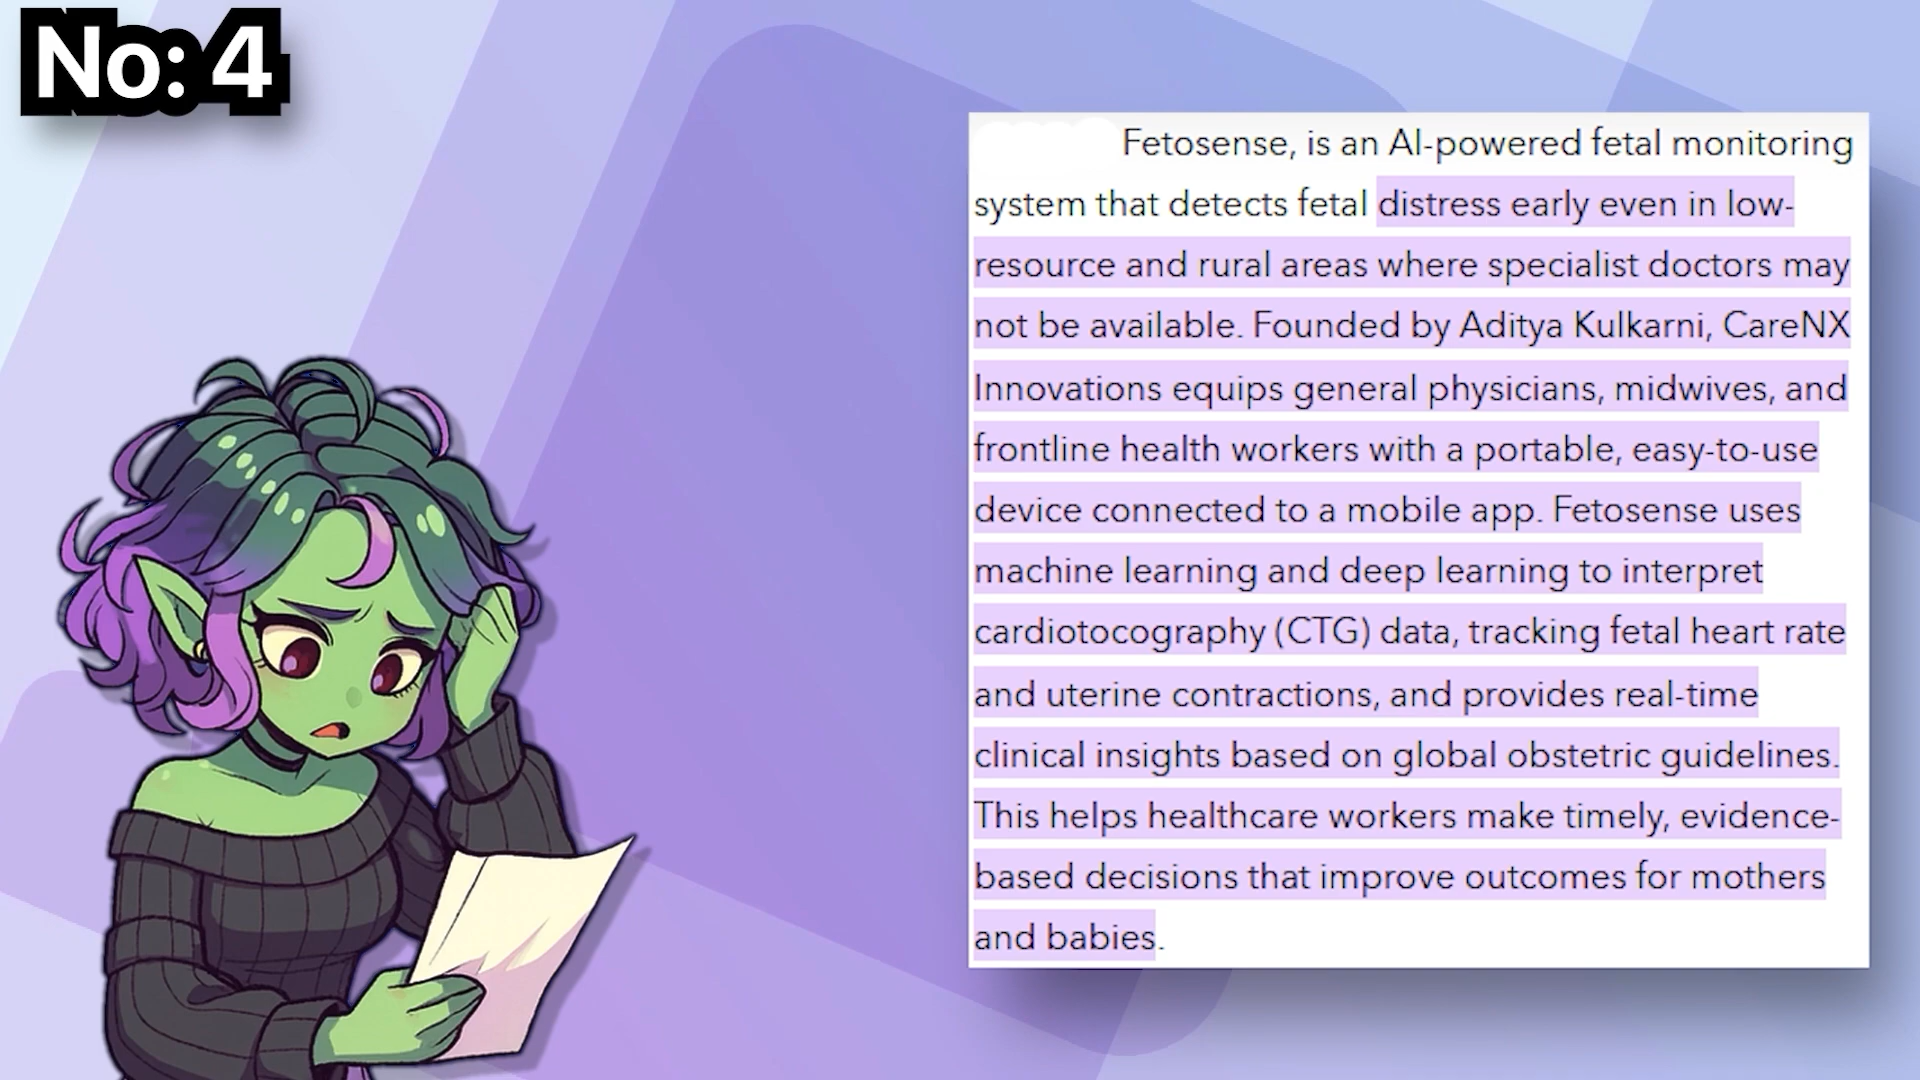 No: 4
Fetosense, is an AI-powered fetal monitoring
system that detects fetal distress early even in low-
resource and rural areas where specialist doctors may
not be available. Founded by Aditya Kulkarni, CareNX
Innovations equips general physicians, midwives, and
frontline health workers with a portable, easy-to-use
device connected to a mobile app. Fetosense uses
machine learning and deep learning to interpret
cardiotocography (CTG) data, tracking fetal heart rate
and uterine contractions, and provides real-time
clinical insights based on global obstetric guidelines.
This helps healthcare workers make timely, evidence-
based decisions that improve outcomes for mothers
and babies.